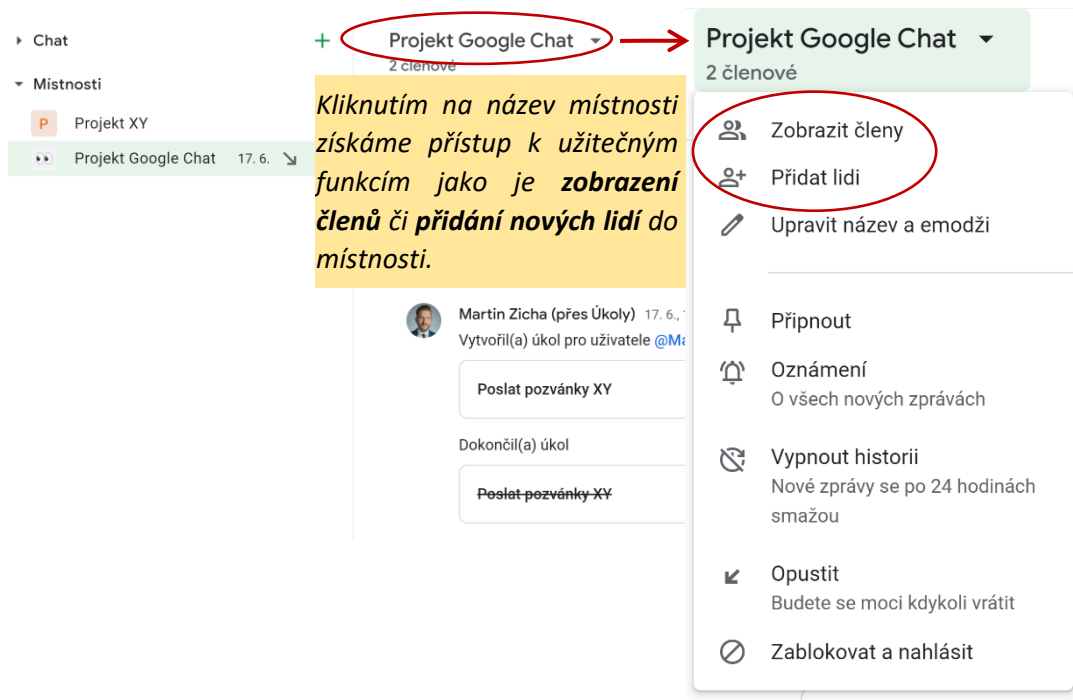 Chat
Místnosti
P Projekt XY
Projekt Google Chat 17. 6.
+
Projekt Google Chat
2 členové
Kliknutím na název místnosti
získáme přístup k užitečným
funkcím jako je zobrazení
členů či přidání nových lidí do
místnosti.
Martin Zicha (přes Úkoly) 17. 6.,
Vytvořil(a) úkol pro uživatele @Ma
Poslat pozvánky XY
Dokončil(a) úkol
Poslat pozvánky XY
Projekt Google Chat
2 členové
Zobrazit členy
Přidat lidi
Upravit název a emodži
Připnout
Oznámení
O všech nových zprávách
Vypnout historii
Nové zprávy se po 24 hodinách
smažou
Opustit
Budete se moci kdykoli vrátit
Zablokovat a nahlásit